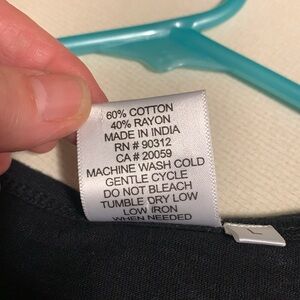 60% COTTON
40% RAYON
MADE IN INDIA
RN # 90312
CA # 20059
MACHINE WASH COLD
GENTLE CYCLE
DO NOT BLEACH
TUMBLE DRY LOW
LOW IRON
WHEN NEEDED
L